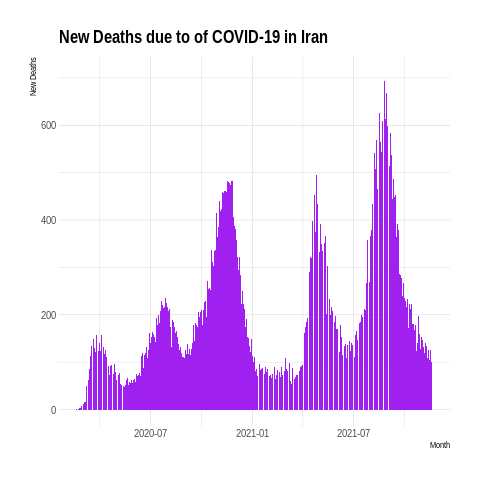 New Deaths due to of COVID-19 in Iran
New Deaths
600
400
200
0
2020-07
2021-01
2021-07
Month